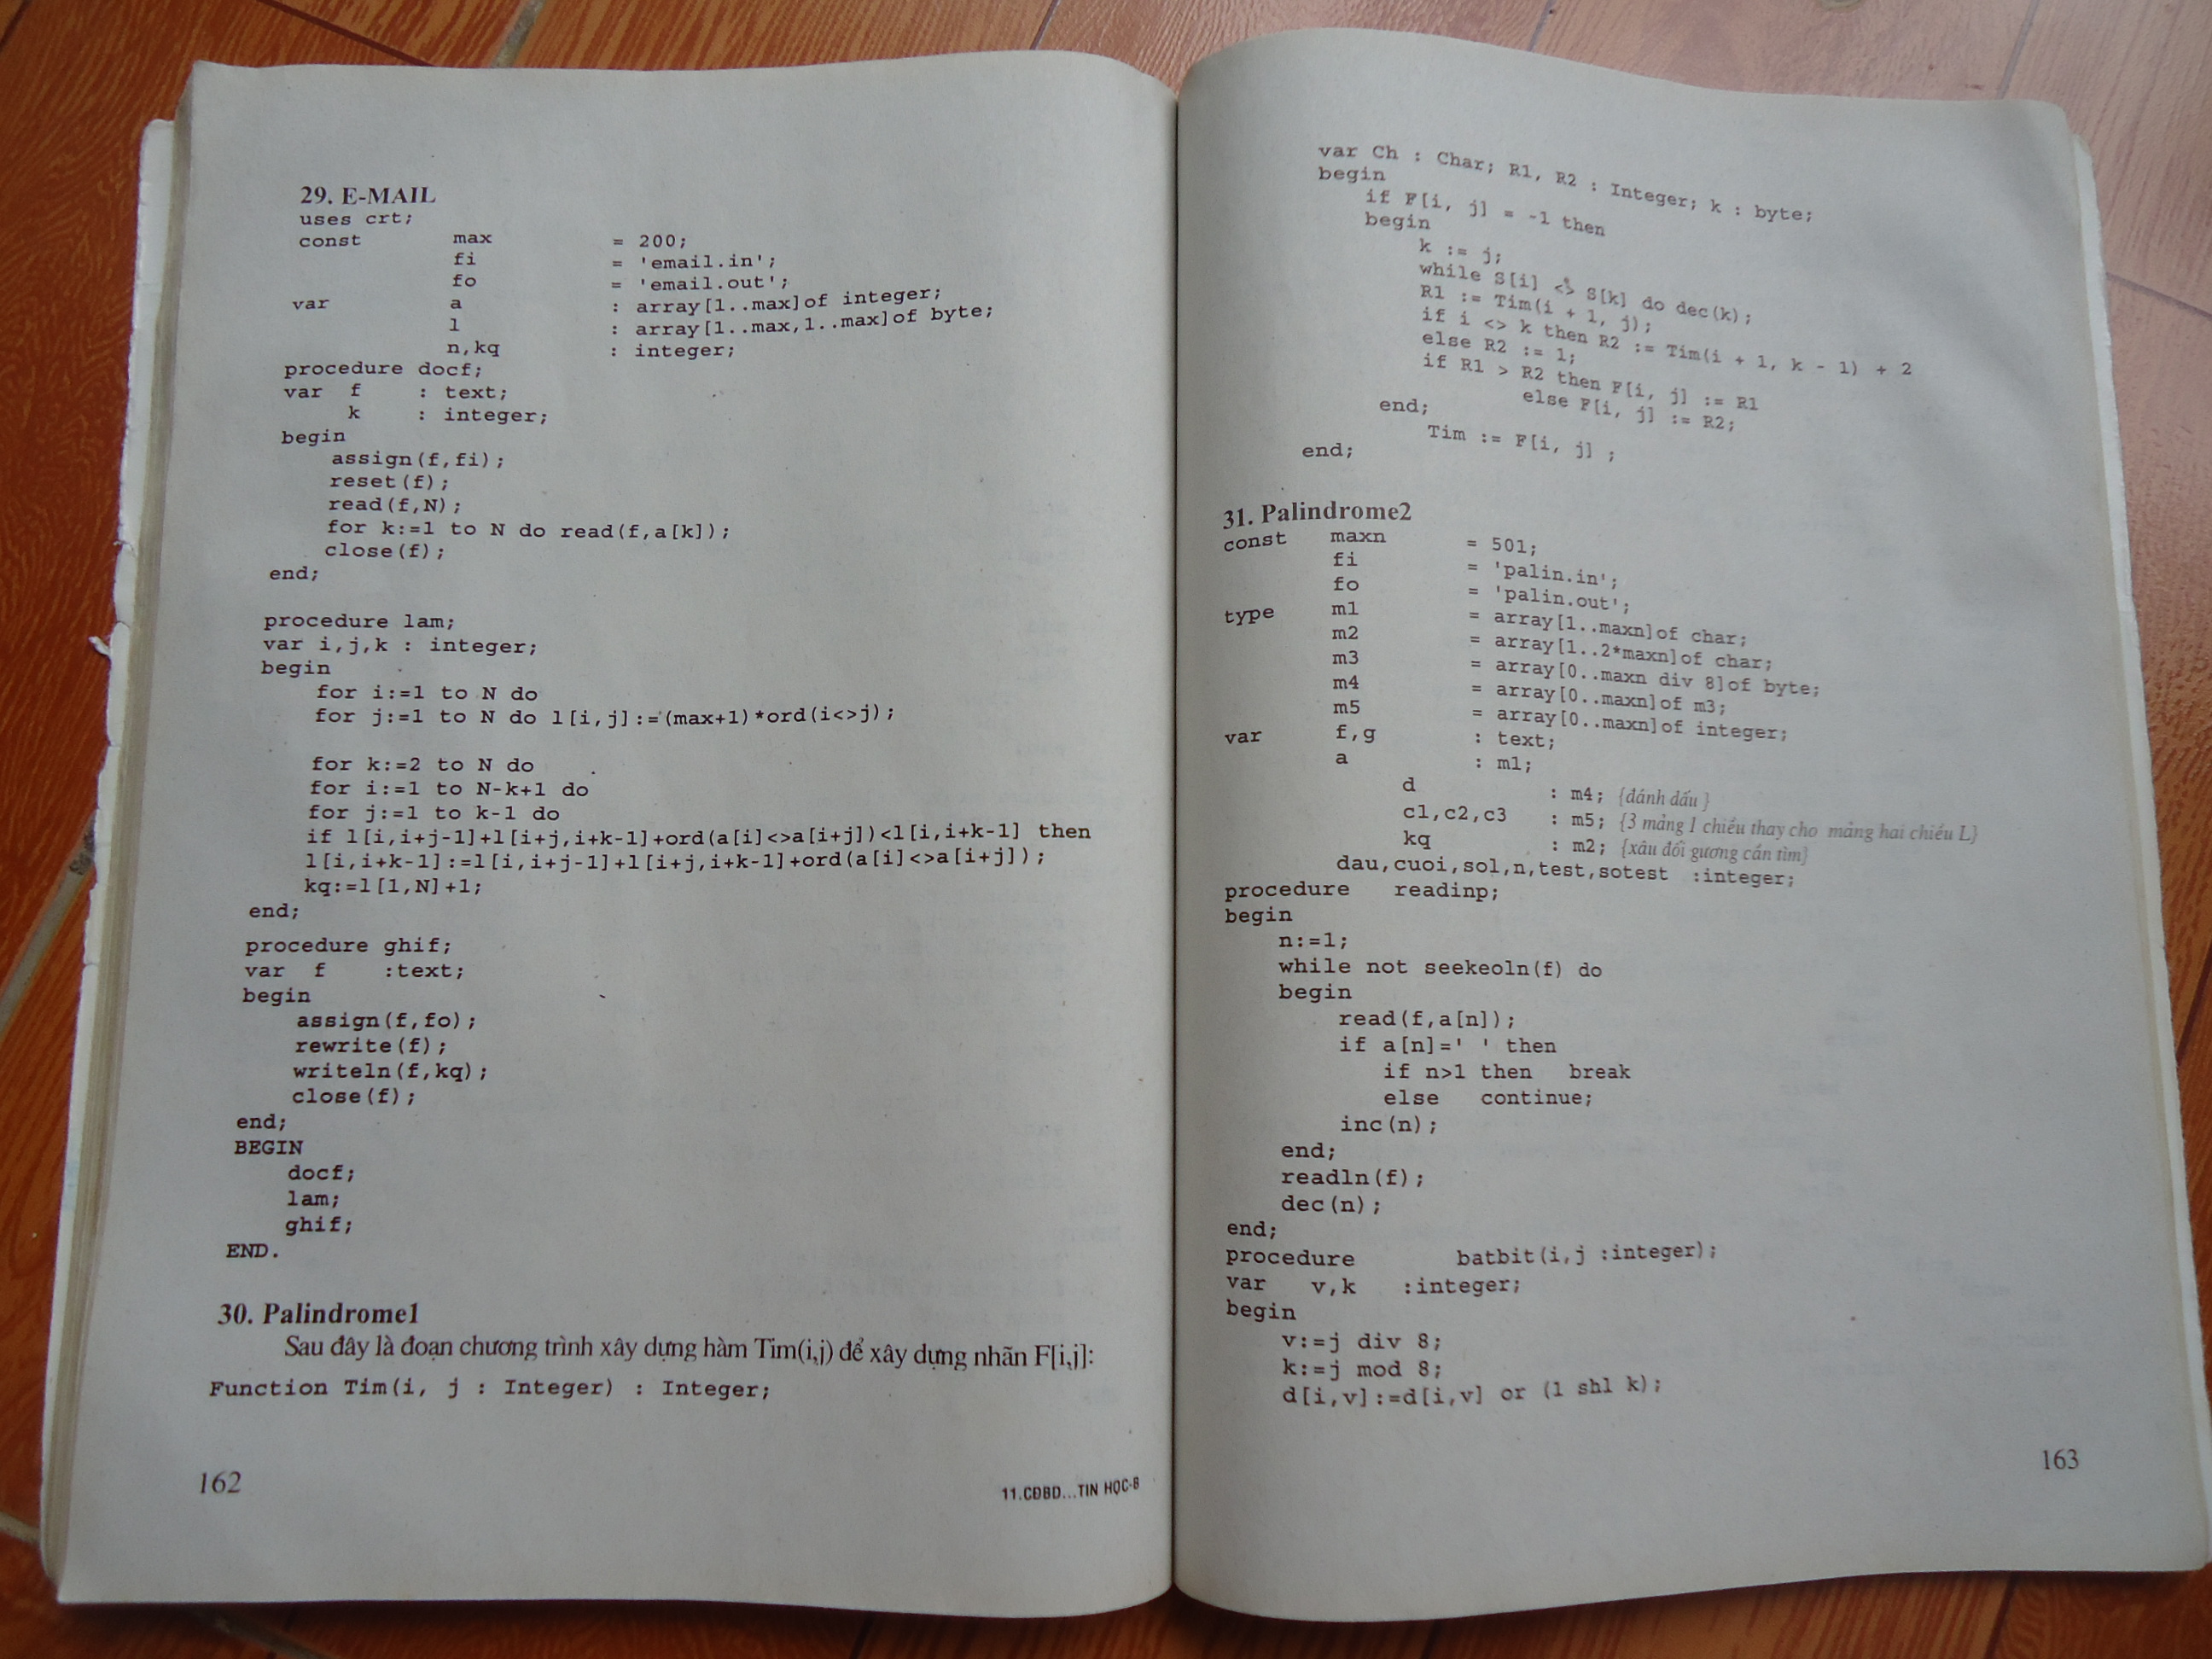 29. E-MAIL
uses crt;
const max = 200;
fi = 'email.in';
fo = 'email.out';
var a : array[1..max]of integer;
l : array[1..max,1..max]of byte;
n,kq : integer;
procedure docf;
var f : text;
k : integer;
begin
assign(f,fi);
reset(f);
read(f,N);
for k:=1 to N do read(f,a[k]);
close(f);
end;
procedure lam;
var i,j,k : integer;
begin
for i:=1 to N do
for j:=1 to N do l[i,j]:=(max+1)*ord(i<>j);
for k:=2 to N do
for i:=1 to N-k+1 do
for j:=1 to k-1 do
if l[i,i+j-1]+l[i+j,i+k-1]+ord(a[i]<>a[i+j])<l[i,i+k-1] then
l[i,i+k-1]:=l[i,i+j-1]+l[i+j,i+k-1]+ord(a[i]<>a[i+j]);
kq:=l[1,N]+1;
end;
procedure ghif;
var f :text;
begin
assign(f,fo);
rewrite(f);
writeln(f,kq);
close(f);
end;
BEGIN
docf;
lam;
ghif;
END.
30. Palindrome1
Sau đây là đoạn chương trình xây dựng hàm Tim(i,j) để xây dựng nhãn F[i,j]:
Function Tim(i, j : Integer) : Integer;
162
11.CĐBD...TIN HỌC-B
var Ch : Char; R1, R2 : Integer; k : byte;
begin
if F[i, j] = -1 then
begin
k := j;
while S[i] <> S[k] do dec(k);
R1 := Tim(i + 1, j);
if i <> k then R2 := Tim(i + 1, k - 1) + 2
else R2 := 1;
if R1 > R2 then F[i, j] := R1
else F[i, j] := R2;
end;
Tim := F[i, j] ;
end;
31. Palindrome2
const maxn = 501;
fi = 'palin.in';
fo = 'palin.out';
type m1 = array[1..maxn]of char;
m2 = array[1..2*maxn]of char;
m3 = array[0..maxn div 8]of byte;
m4 = array[0..maxn]of m3;
m5 = array[0..maxn]of integer;
var f,g : text;
a : m1;
d : m4; {đánh dấu }
c1,c2,c3 : m5; {3 mảng 1 chiều thay cho mảng hai chiều L}
kq : m2; {xâu đối gương cần tìm}
dau,cuoi,sol,n,test,sotest :integer;
procedure readinp;
begin
n:=1;
while not seekeoln(f) do
begin
read(f,a[n]);
if a[n]=' ' then
if n>1 then break
else continue;
inc(n);
end;
readln(f);
dec(n);
end;
procedure batbit(i,j :integer);
var v,k :integer;
begin
v:=j div 8;
k:=j mod 8;
d[i,v]:=d[i,v] or (1 shl k);
163